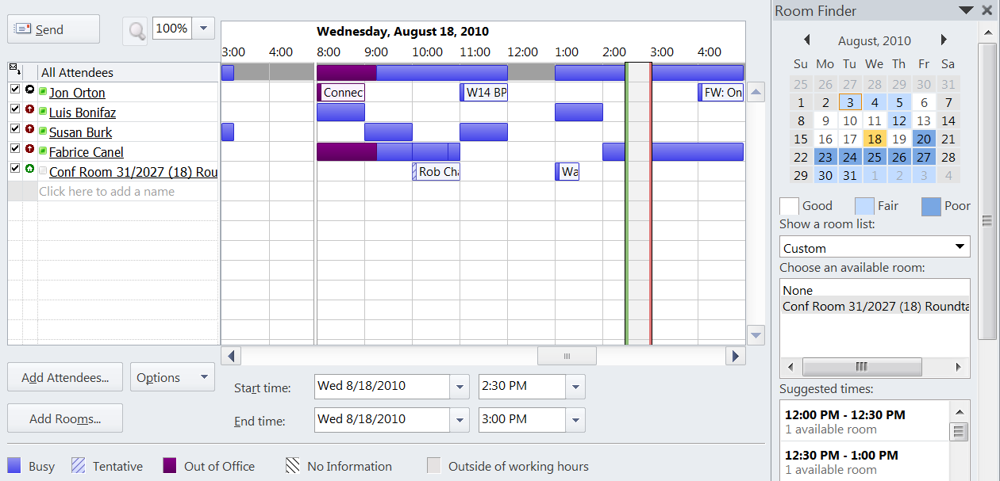 Send
100%
Wednesday, August 18, 2010
3:00 4:00 8:00 9:00 10:00 11:00 12:00 1:00 2:00 3:00 4:00
All Attendees
Jon Orton
Connec
W14 BP
FW: On
Luis Bonifaz
Susan Burk
Fabrice Canel
Conf Room 31/2027 (18) Rou
Rob Cha
Wa
Click here to add a name
Add Attendees...
Options
Add Rooms...
Start time:
Wed 8/18/2010
2:30 PM
End time:
Wed 8/18/2010
3:00 PM
Busy
Tentative
Out of Office
No Information
Outside of working hours
Room Finder
August, 2010
Su Mo Tu We Th Fr Sa
25 26 27 28 29 30 31
1 2 3 4 5 6 7
8 9 10 11 12 13 14
15 16 17 18 19 20 21
22 23 24 25 26 27 28
29 30 31 1 2 3 4
Good
Fair
Poor
Show a room list:
Custom
Choose an available room:
None
Conf Room 31/2027 (18) Roundta
Suggested times:
12:00 PM - 12:30 PM
1 available room
12:30 PM - 1:00 PM
1 available room